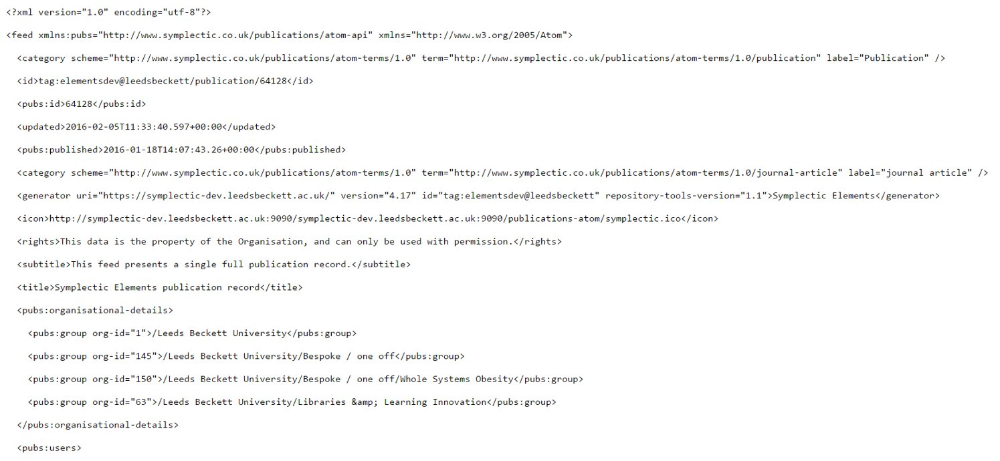 <?xml version="1.0" encoding="utf-8"?>
<feed xmlns:pubs="http://www.symplectic.co.uk/publications/atom-api" xmlns="http://www.w3.org/2005/Atom">
<category scheme="http://www.symplectic.co.uk/publications/atom-terms/1.0" term="http://www.symplectic.co.uk/publications/atom-terms/1.0/publication" label="Publication" />
<id>tag:elementsdev@leedsbeckett/publication/64128</id>
<pubs:id>64128</pubs:id>
<updated>2016-02-05T11:33:40.597+00:00</updated>
<pubs:published>2016-01-18T14:07:43.26+00:00</pubs:published>
<category scheme="http://www.symplectic.co.uk/publications/atom-terms/1.0" term="http://www.symplectic.co.uk/publications/atom-terms/1.0/journal-article" label="journal article" />
<generator uri="https://symplectic-dev.leedsbeckett.ac.uk/" version="4.17" id="tag:elementsdev@leedsbeckett" repository-tools-version="1.1">Symplectic Elements</generator>
<icon>http://symplectic-dev.leedsbeckett.ac.uk:9090/symplectic-dev.leedsbeckett.ac.uk:9090/publications-atom/symplectic.ico</icon>
<rights>This data is the property of the Organisation, and can only be used with permission.</rights>
<subtitle>This feed presents a single full publication record.</subtitle>
<title>Symplectic Elements publication record</title>
<pubs:organisational-details>
<pubs:group org-id="1">/Leeds Beckett University</pubs:group>
<pubs:group org-id="145">/Leeds Beckett University/Bespoke / one off</pubs:group>
<pubs:group org-id="150">/Leeds Beckett University/Bespoke / one off/Whole Systems Obesity</pubs:group>
<pubs:group org-id="63">/Leeds Beckett University/Libraries &amp; Learning Innovation</pubs:group>
</pubs:organisational-details>
<pubs:users>